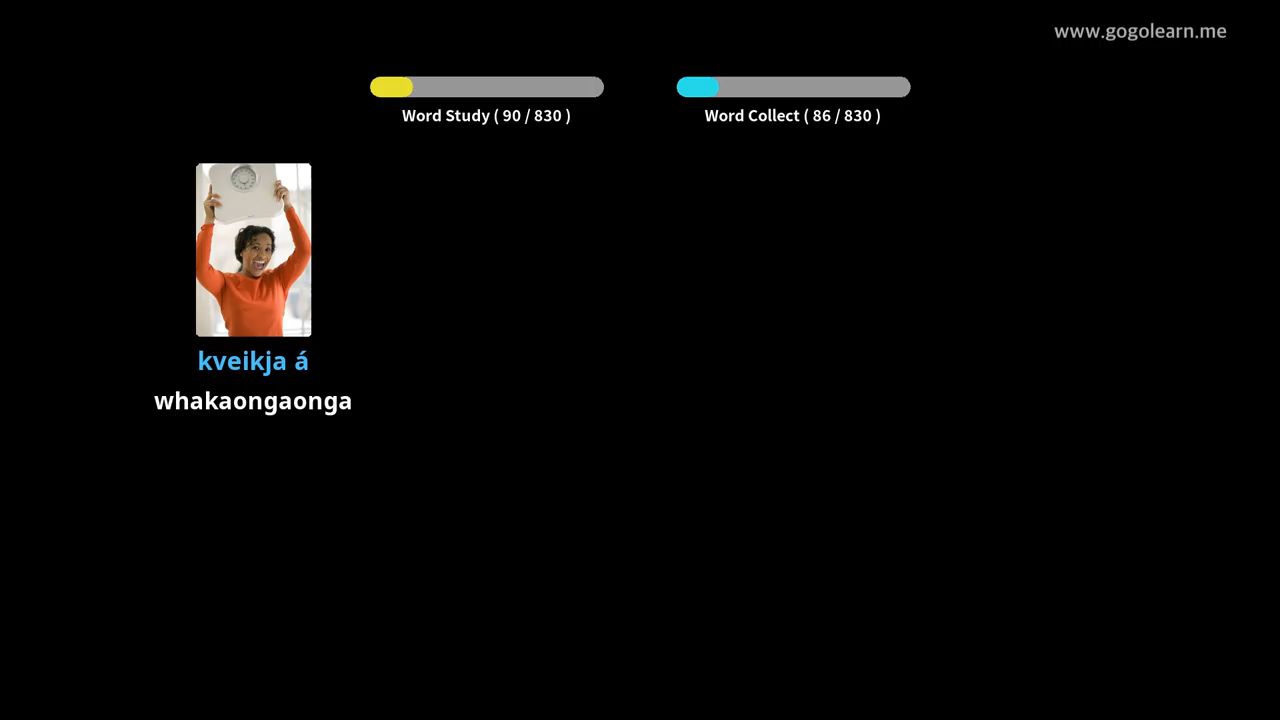 www.gogolearn.me
Word Study ( 90 / 830 )
Word Collect ( 86 / 830 )
kveikja á
whakaongaonga